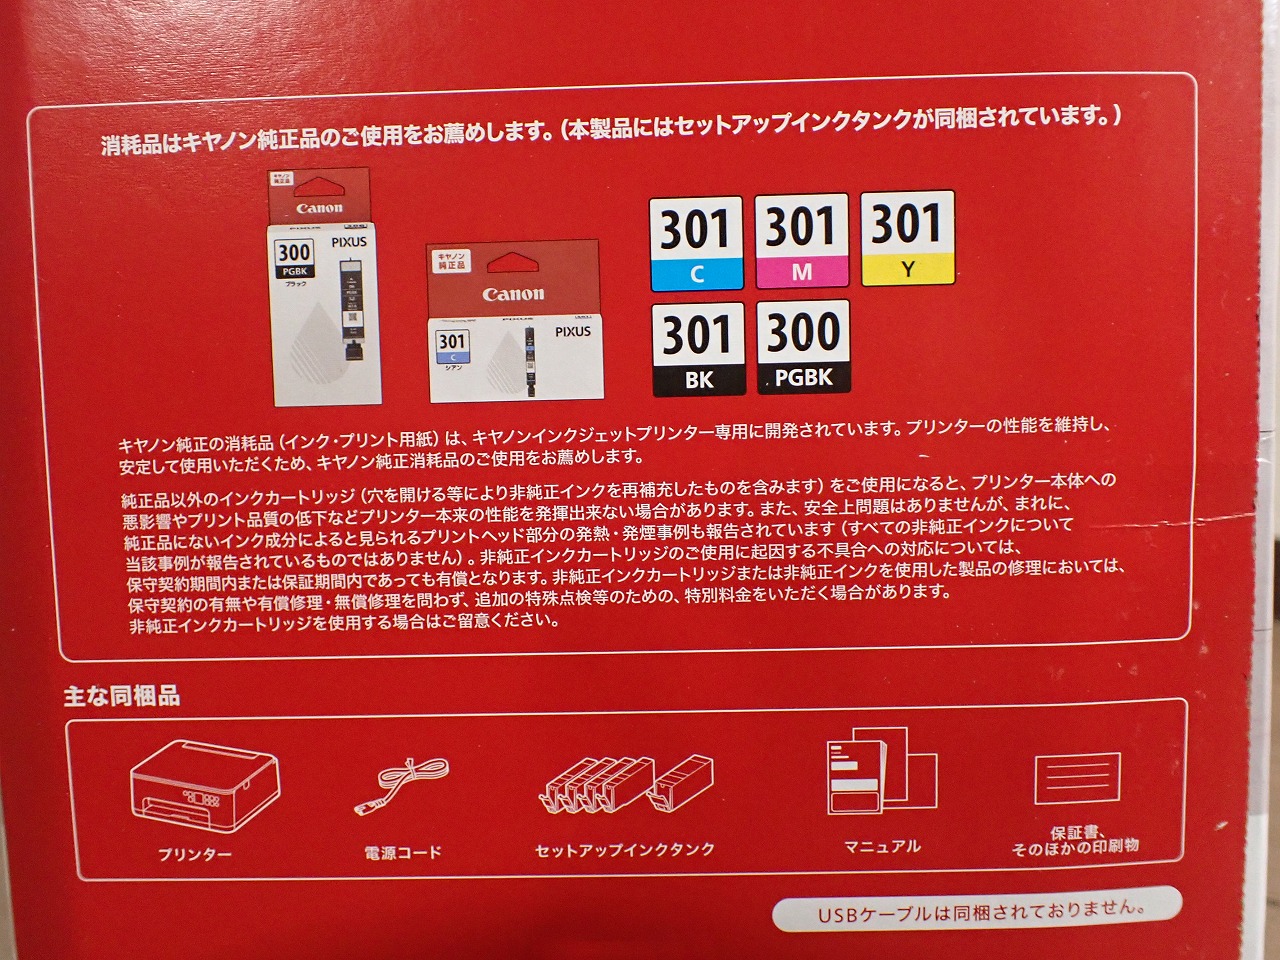 消耗品はキヤノン純正品のご使用をお薦めします。（本製品にはセットアップインクタンクが同梱されています。）
キヤノン
純正品
Canon
300
PGBK
ブラック
PIXUS
キヤノン
純正品
Canon
PIXUS
301
C
シアン
PIXUS
301
C
301
M
301
Y
301
BK
300
PGBK
キヤノン純正の消耗品（インク・プリント用紙）は、キヤノンインクジェットプリンター専用に開発されています。プリンターの性能を維持し、
安定して使用いただくため、キヤノン純正消耗品のご使用をお薦めします。
純正品以外のインクカートリッジ（穴を開ける等により非純正インクを再補充したものを含みます）をご使用になると、プリンター本体への
悪影響やプリント品質の低下などプリンター本来の性能を発揮出来ない場合があります。また、安全上問題はありませんが、まれに、
純正品にないインク成分によると見られるプリントヘッド部分の発熱・発煙事例も報告されています（すべての非純正インクについて
当該事例が報告されているものではありません）。非純正インクカートリッジのご使用に起因する不具合への対応については、
保守契約期間内または保証期間内であっても有償となります。非純正インクカートリッジまたは非純正インクを使用した製品の修理においては、
保守契約の有無や有償修理・無償修理を問わず、追加の特殊点検等のための、特別料金をいただく場合があります。
非純正インクカートリッジを使用する場合はご留意ください。
主な同梱品
プリンター
電源コード
セットアップインクタンク
マニュアル
保証書、
そのほかの印刷物
USBケーブルは同梱されておりません。